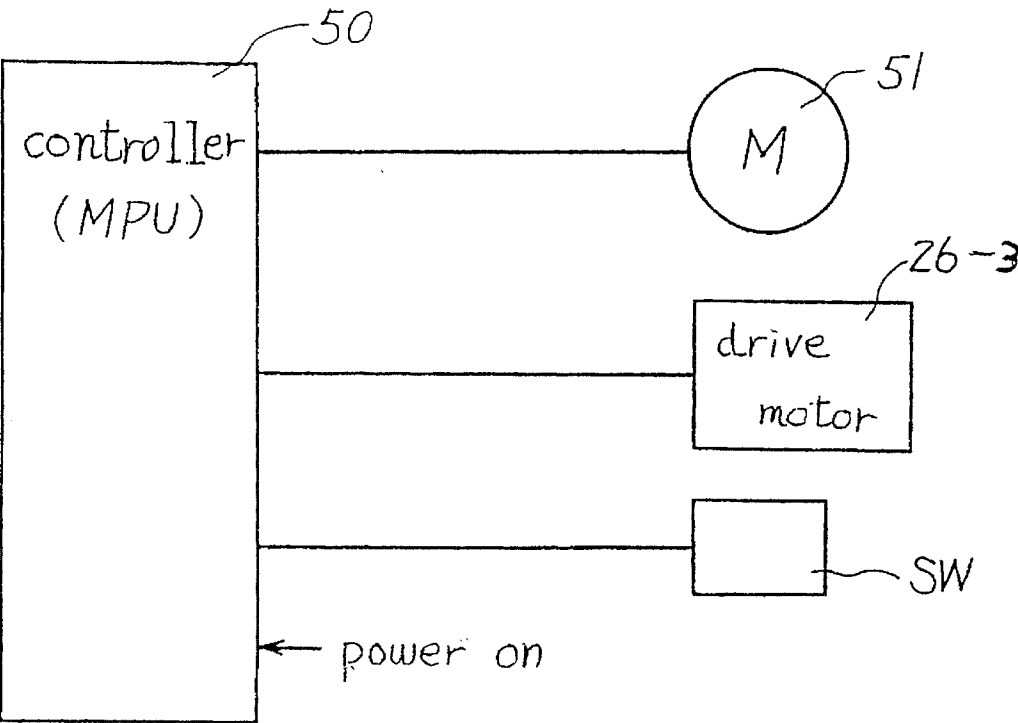 50
controller
(MPU)
51
M
26-3
drive
motor
SW
power on